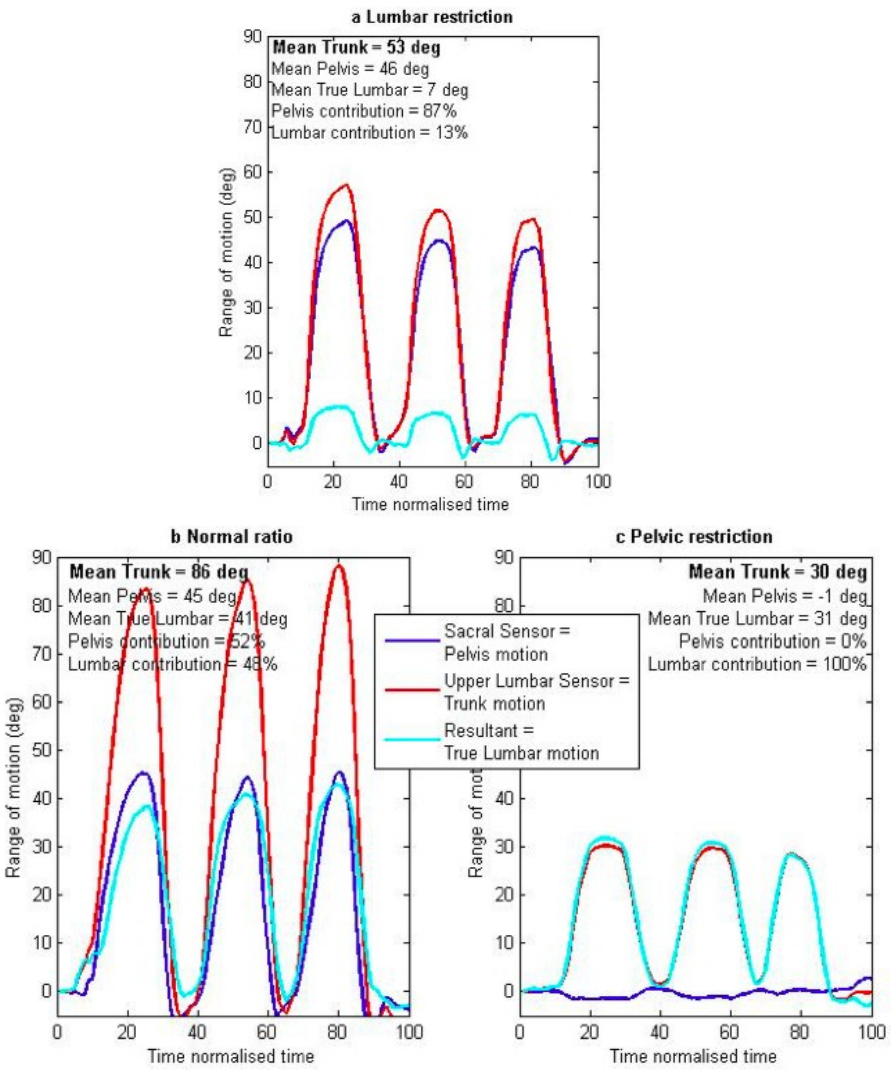 a Lumbar restriction
Mean Trunk = 53 deg
Mean Pelvis = 46 deg
Mean True Lumbar = 7 deg
Pelvis contribution = 87%
Lumbar contribution = 13%
90
80
70
60
50
40
30
20
10
0
Range of motion (deg)
0 20 40 60 80 100
Time normalised time
b Normal ratio
Mean Trunk = 86 deg
Mean Pelvis = 45 deg
Mean True Lumbar = 41 deg
Pelvis contribution = 52%
Lumbar contribution = 48%
90
80
70
60
50
40
30
20
10
0
Range of motion (deg)
0 20 40 60 80 100
Time normalised time
Sacral Sensor =
Pelvis motion
Upper Lumbar Sensor =
Trunk motion
Resultant =
True Lumbar motion
c Pelvic restriction
Mean Trunk = 30 deg
Mean Pelvis = -1 deg
Mean True Lumbar = 31 deg
Pelvis contribution = 0%
Lumbar contribution = 100%
90
80
40
30
20
10
0
Range of
0 20 40 60 80 100
Time normalised time